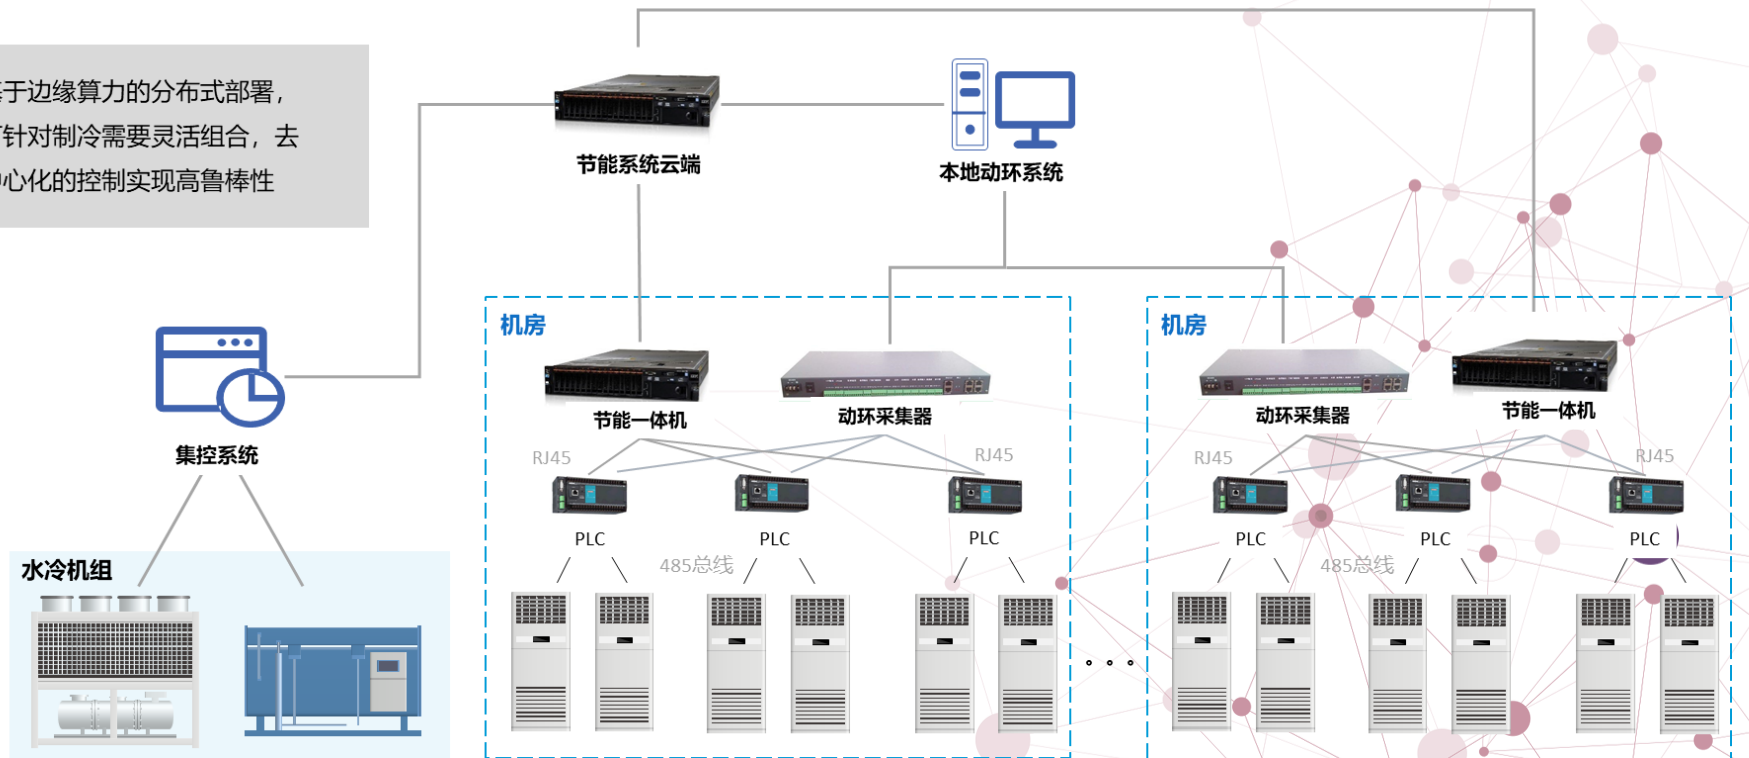 于边缘算力的分布式部署，
针对制冷需要灵活组合，去
心化的控制实现高鲁棒性
节能系统云端
本地动环系统
集控系统
水冷机组
机房
节能一体机
动环采集器
RJ45
RJ45
PLC
PLC
PLC
485总线
机房
动环采集器
节能一体机
RJ45
RJ45
PLC
PLC
PLC
485总线